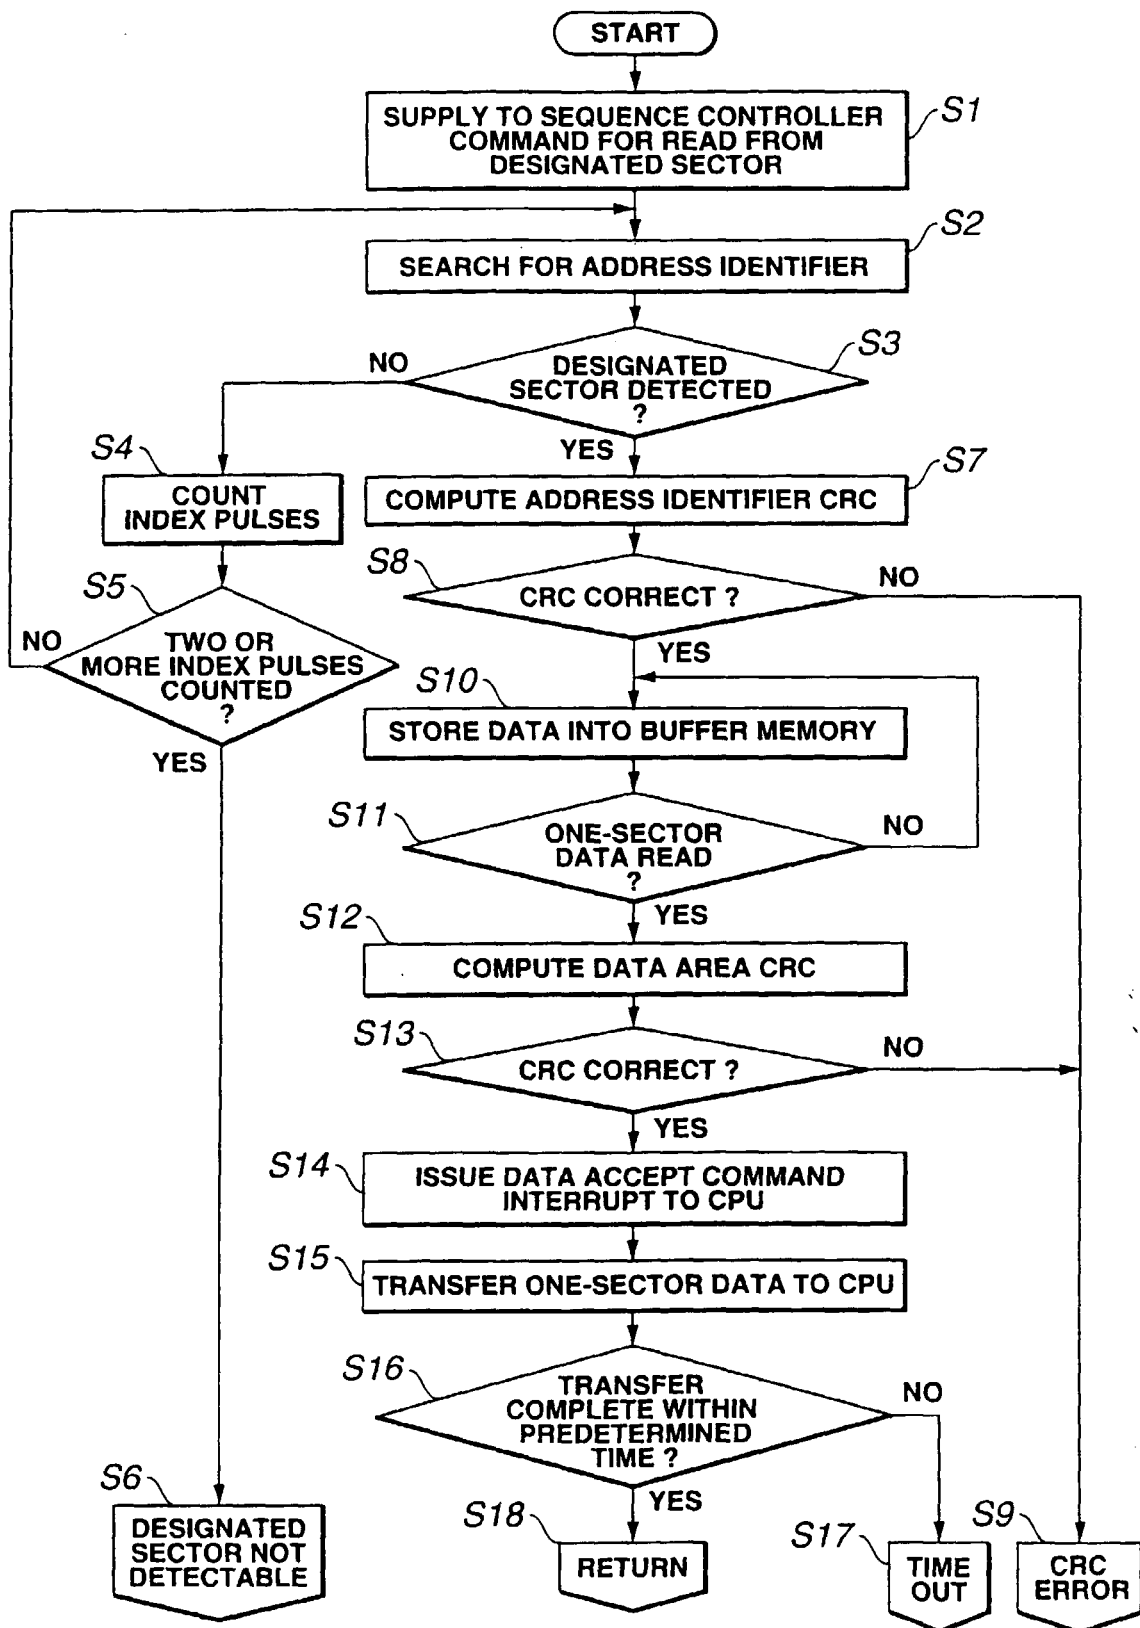 START
S1
SUPPLY TO SEQUENCE CONTROLLER
COMMAND FOR READ FROM
DESIGNATED SECTOR
S2
SEARCH FOR ADDRESS IDENTIFIER
S3
NO
DESIGNATED
SECTOR DETECTED
?
YES
S4
COUNT
INDEX PULSES
S7
COMPUTE ADDRESS IDENTIFIER CRC
S5
NO
TWO OR
MORE INDEX PULSES
COUNTED
?
YES
S8
CRC CORRECT ?
NO
YES
S10
STORE DATA INTO BUFFER MEMORY
S11
ONE-SECTOR
DATA READ
?
NO
YES
S12
COMPUTE DATA AREA CRC
S13
CRC CORRECT ?
NO
YES
S14
ISSUE DATA ACCEPT COMMAND
INTERRUPT TO CPU
S15
TRANSFER ONE-SECTOR DATA TO CPU
S16
TRANSFER
COMPLETE WITHIN
PREDETERMINED
TIME ?
NO
YES
S6
DESIGNATED
SECTOR NOT
DETECTABLE
S18
RETURN
S17
TIME
OUT
S9
CRC
ERROR